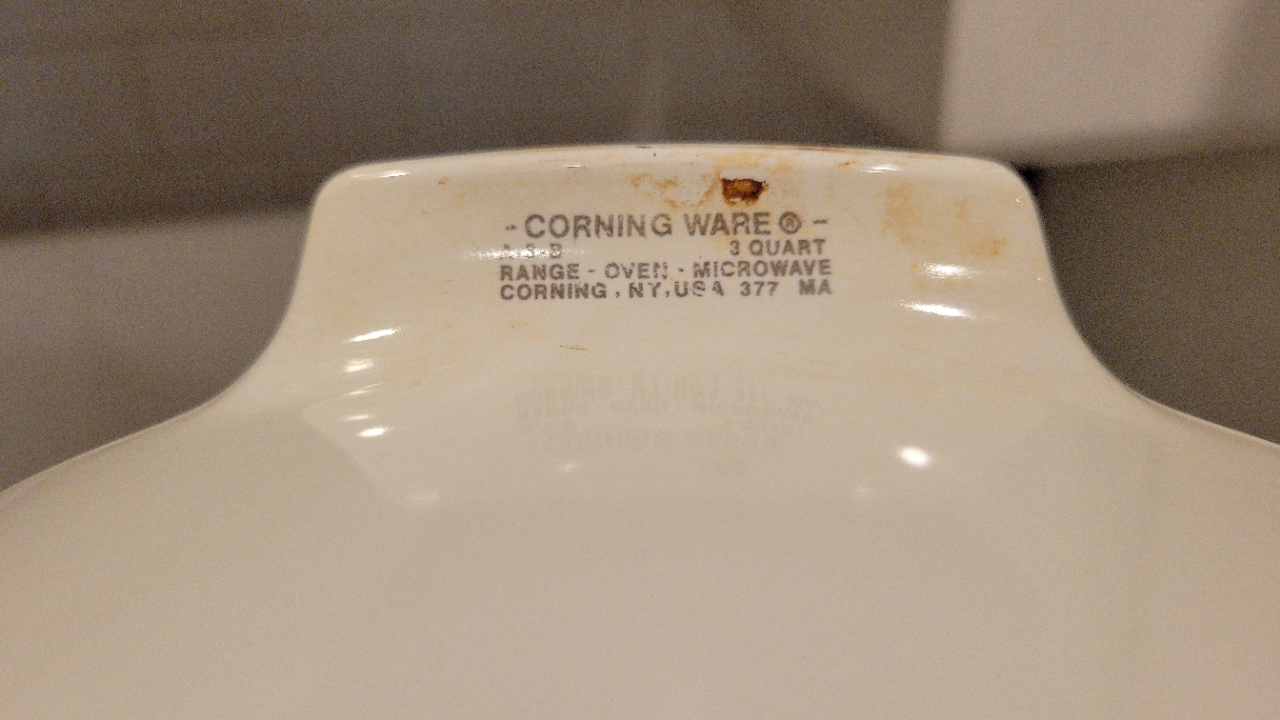 - CORNING WARE® -
3 QUART
RANGE - OVEN - MICROWAVE
CORNING, NY, USA 377 MA